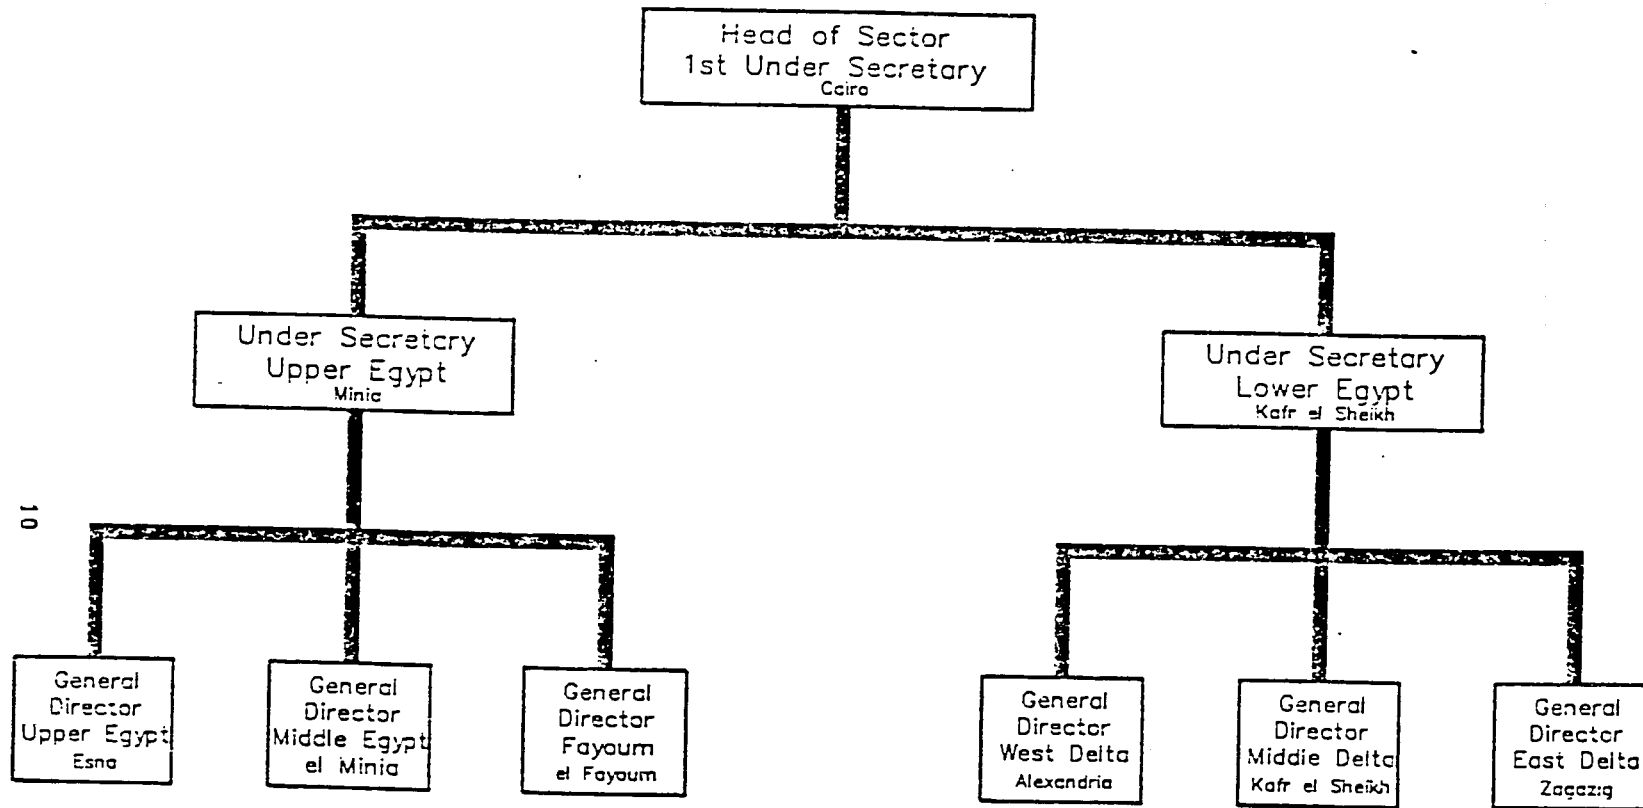 Head of Sector
1st Under Secretary
Cairo
Under Secretary
Upper Egypt
Minia
Under Secretary
Lower Egypt
Kafr el Sheikh
10
General
Director
Upper Egypt
Esna
General
Director
Middle Egypt
el Minia
General
Director
Fayoum
el Fayoum
General
Director
West Delta
Alexandria
General
Director
Middle Delta
Kafr el Sheikh
General
Director
East Delta
Zagazig